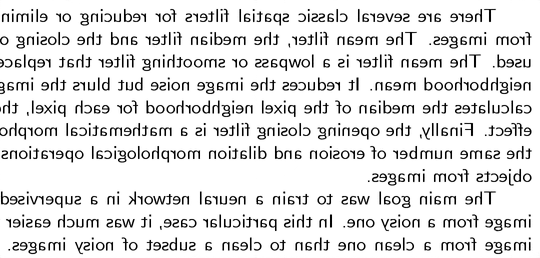 There are several classic spatial filters for reducing or elimin
from images. The mean filter, the median filter and the closing o
used. The mean filter is a lowpass or smoothing filter that replace
neighborhood mean. It reduces the image noise but blurs the imag
calculates the median of the pixel neighborhood for each pixel, the
effect. Finally, the opening closing filter is a mathematical morpho
the same number of erosion and dilation morphological operations
objects from images.
The main goal was to train a neural network in a supervised
image from a noisy one. In this particular case, it was much easier
image from a clean one than to clean a subset of noisy images.